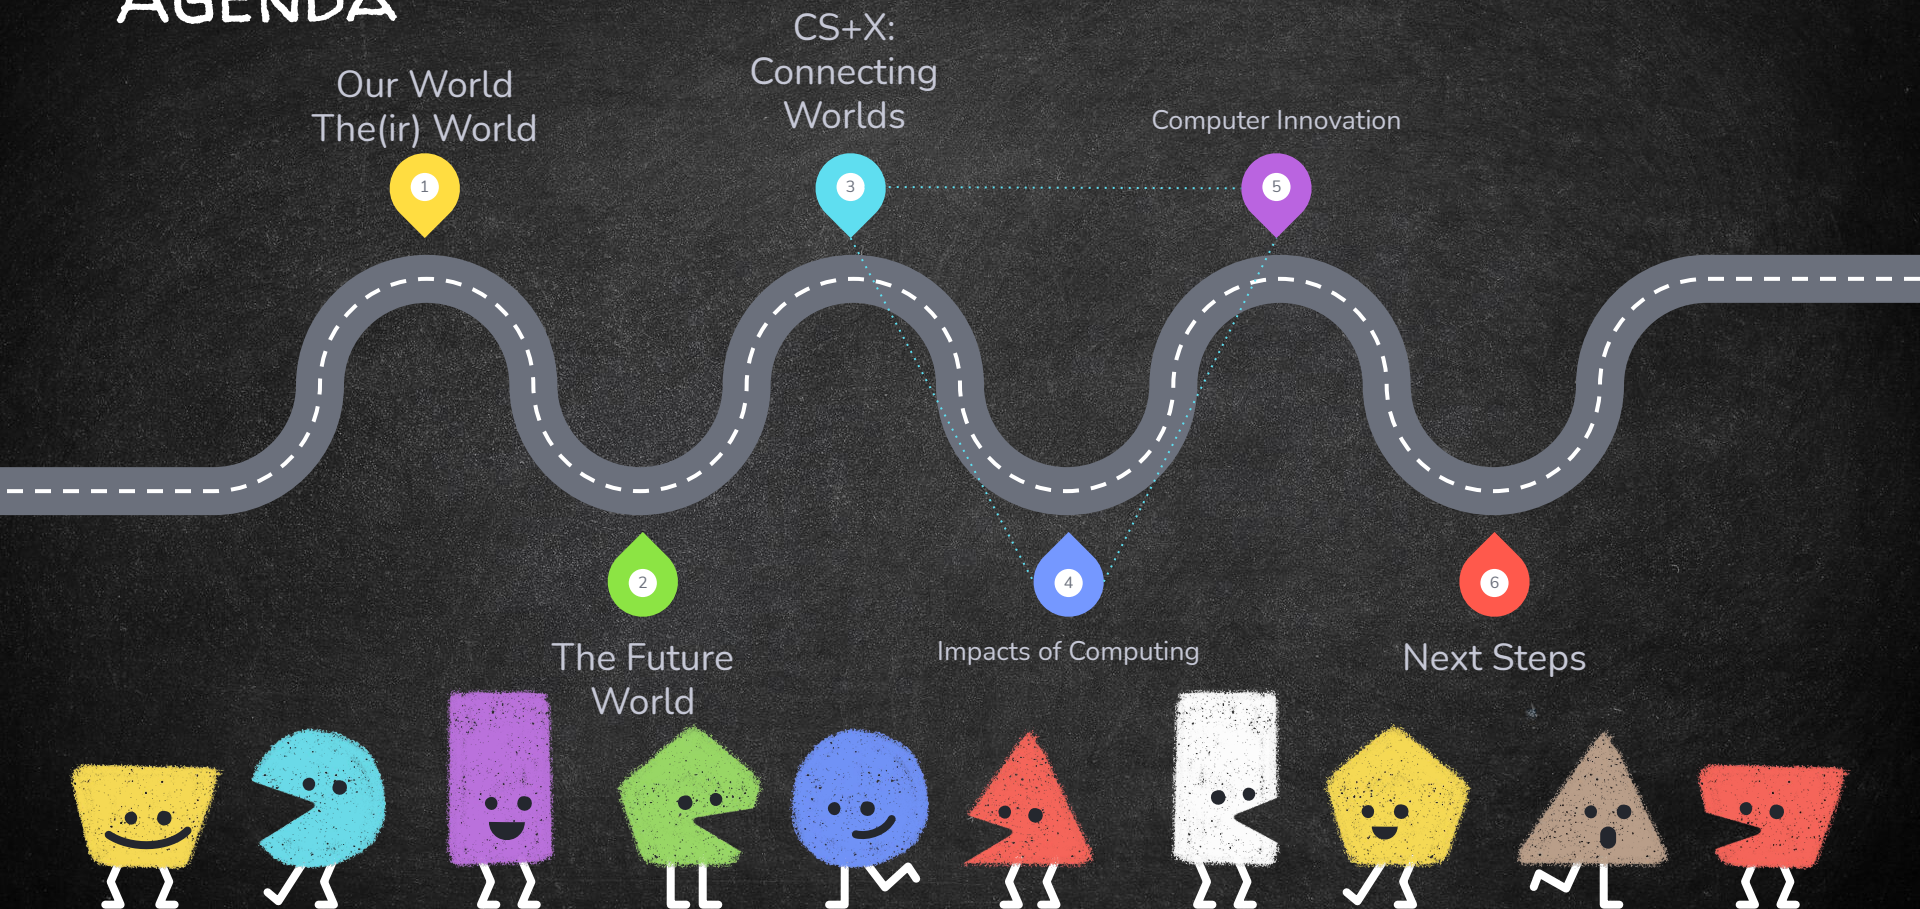 AGENDA
Our World
The(ir) World
1
The Future
World
2
CS+X:
Connecting
Worlds
3
Impacts of Computing
4
Computer Innovation
5
Next Steps
6